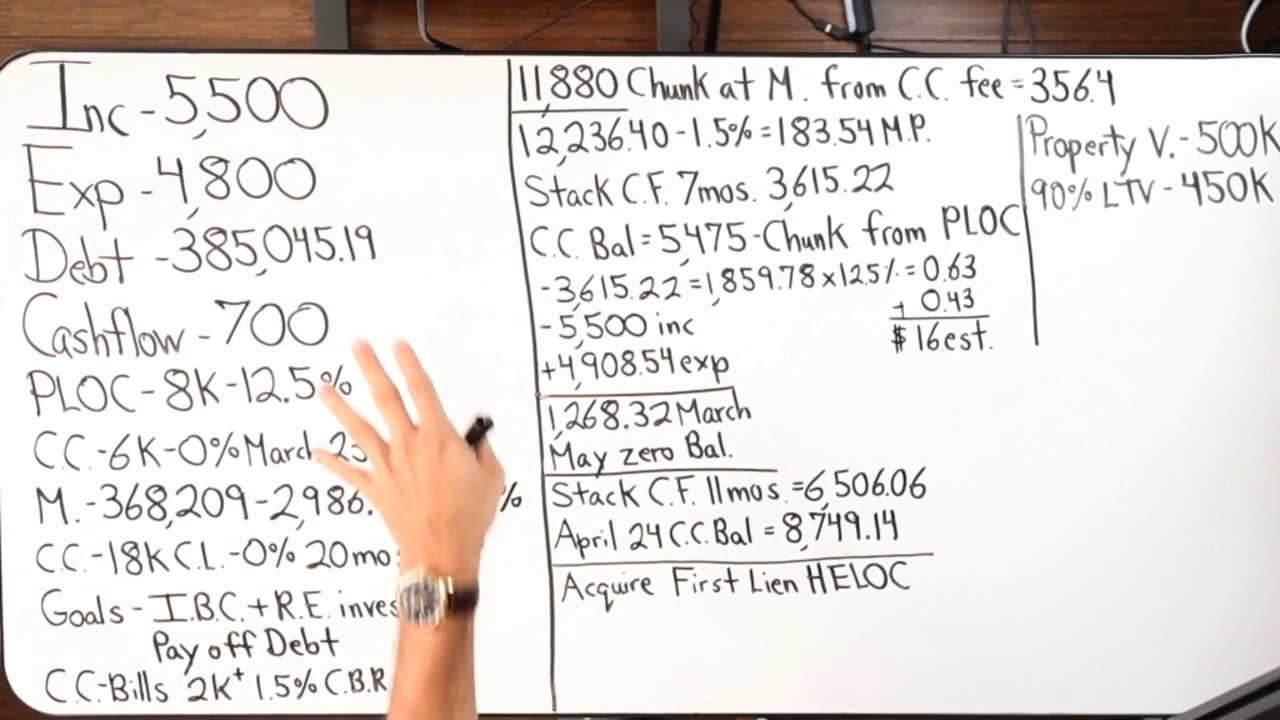 Inc - 5,500
Exp - 4,800
Debt - 385,045.19
Cashflow - 700
PLOC - 8K - 12.5%
C.C. - 6K - 0% March
M. - 368,209 - 2,986. %
C.C. - 18K C.L. - 0% 20mo
Goals - I.B.C. + R.E.
Pay off Debt
C.C. - Bills 2K+ 1.5% C.B.R
11,880 Chunk at M. from C.C. fee = 356.4
12,236.40 - 1.5% = 183.54 M.P.
Stack C.F. 7mos. 3,615.22
C.C. Bal = 5,475 - Chunk from PLOC
- 3,615.22 = 1,859.78 x 12.5% = 0.63
+ 0.43
- 5,500 inc
$16 est.
+ 4,908.54 exp
1,268.32 March
May zero Bal.
Stack C.F. 11mos. = 6,506.06
April 24 C.C. Bal = 8,749.14
Acquire First Lien HELOC
Property V. - 500K
90% LTV - 450K